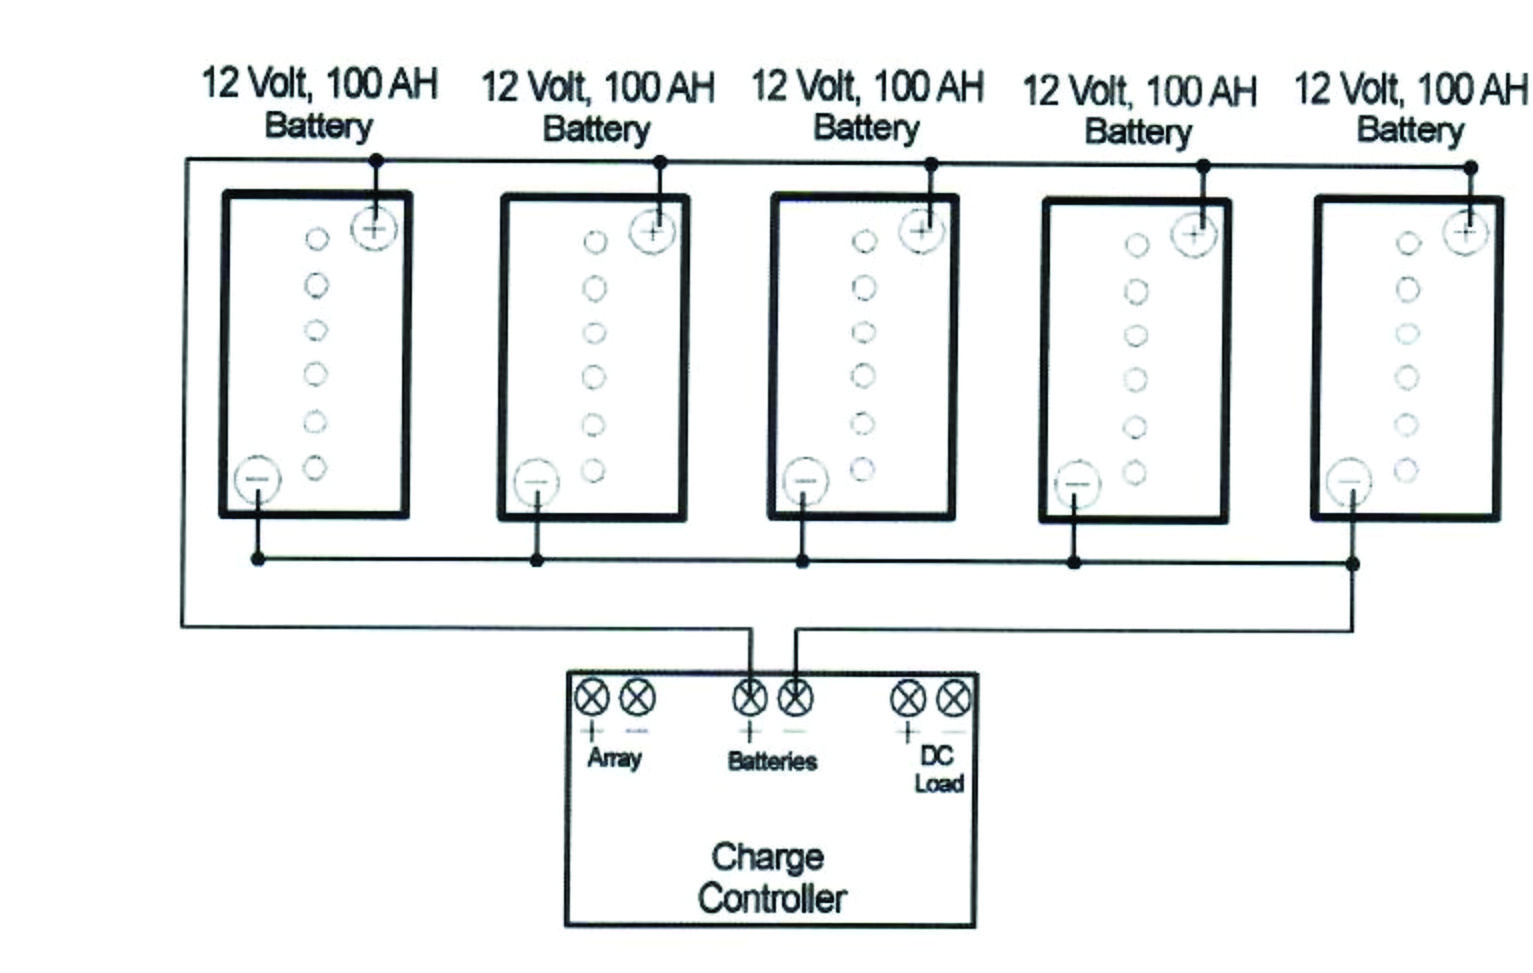 12 Volt, 100 AH
Battery
12 Volt, 100 AH
Battery
12 Volt, 100 AH
Battery
12 Volt, 100 AH
Battery
12 Volt, 100 AH
Battery
+ + + + +
− − − − −
+ − + − + −
Array
Batteries
DC
Load
Charge
Controller